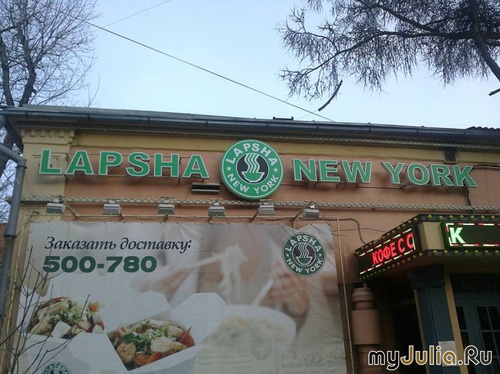 LAPSHA NEW YORK
LAPSHA
NEW YORK
Заказать доставку:
500-780
LAPSHA
NEW YORK
КОФЕ С С
К
myJulia.Ru